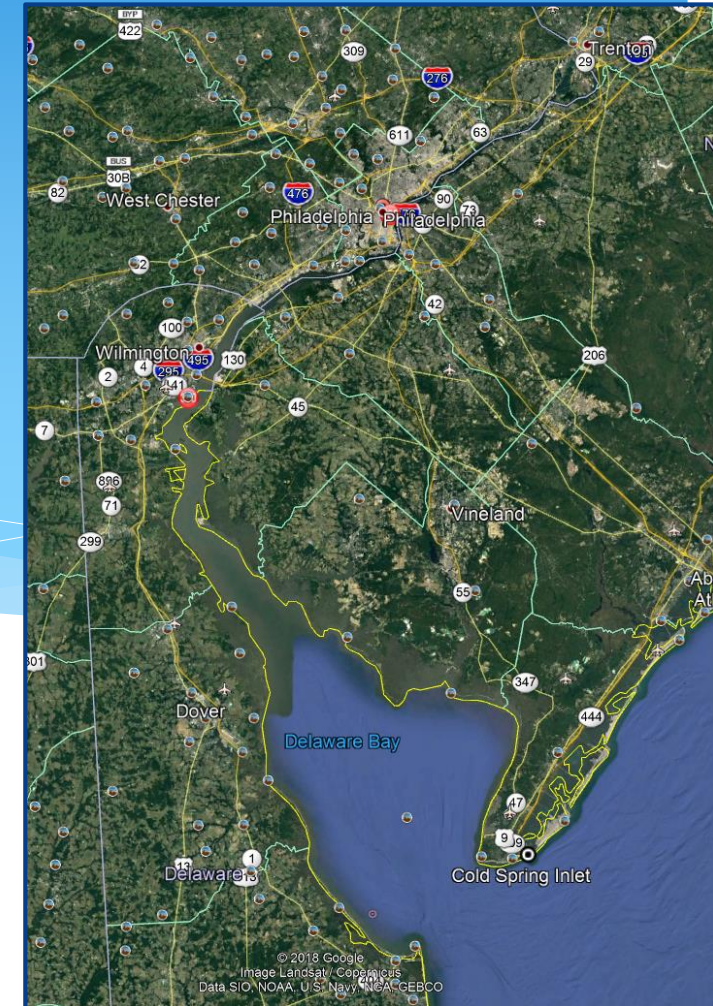 BYP
422
309
276
Trenton
29
611
63
BUS
30B
82
West Chester
476
90
73
Philadelphia
Philadelphia
42
100
206
Wilmington
495
130
4
295
2
141
45
7
896
71
299
Vineland
55
301
347
444
Dover
Delaware Bay
47
9
Cold Spring Inlet
1
13
Delaware
113
© 2018 Google
Image Landsat / Copernicus
Data SIO, NOAA, U.S. Navy, NGA, GEBCO